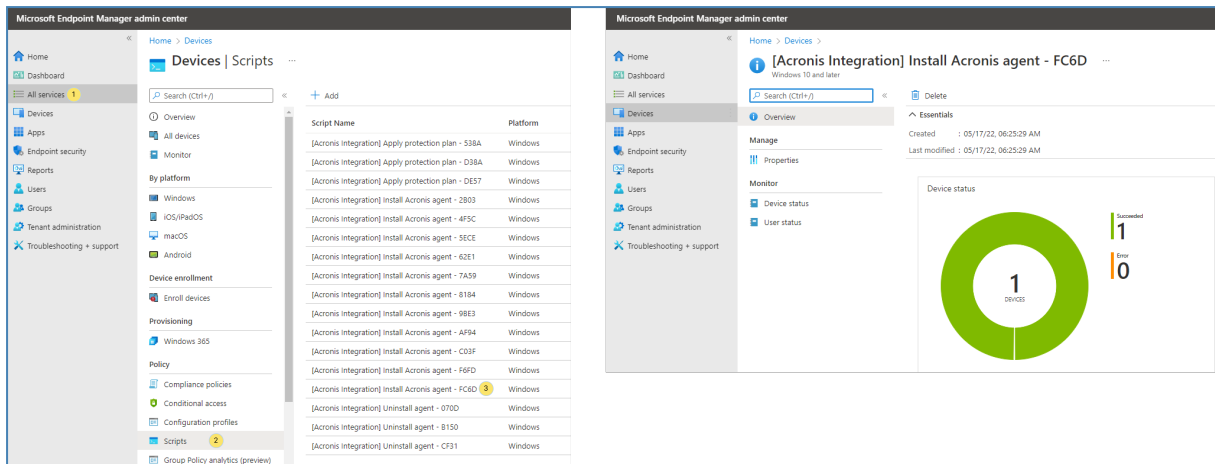 Microsoft Endpoint Manager admin center
«
Home
Dashboard
All services 1
Devices
Apps
Endpoint security
Reports
Users
Groups
Tenant administration
Troubleshooting + support
Home > Devices
Devices | Scripts ...
Search (Ctrl+/) «
Overview
All devices
Monitor
By platform
Windows
iOS/iPadOS
macOS
Android
Device enrollment
Enroll devices
Provisioning
Windows 365
Policy
Compliance policies
Conditional access
Configuration profiles
Scripts 2
Group Policy analytics (preview)
+ Add
Script Name Platform
[Acronis Integration] Apply protection plan - 538A Windows
[Acronis Integration] Apply protection plan - D38A Windows
[Acronis Integration] Apply protection plan - DE57 Windows
[Acronis Integration] Install Acronis agent - 2B03 Windows
[Acronis Integration] Install Acronis agent - 4F5C Windows
[Acronis Integration] Install Acronis agent - 5ECE Windows
[Acronis Integration] Install Acronis agent - 62E1 Windows
[Acronis Integration] Install Acronis agent - 7A59 Windows
[Acronis Integration] Install Acronis agent - 8184 Windows
[Acronis Integration] Install Acronis agent - 9BE3 Windows
[Acronis Integration] Install Acronis agent - AF94 Windows
[Acronis Integration] Install Acronis agent - C03F Windows
[Acronis Integration] Install Acronis agent - F6FD Windows
[Acronis Integration] Install Acronis agent - FC6D 3 Windows
[Acronis Integration] Uninstall agent - 070D Windows
[Acronis Integration] Uninstall agent - B150 Windows
[Acronis Integration] Uninstall agent - CF31 Windows
Microsoft Endpoint Manager admin center
«
Home
Dashboard
All services
Devices
Apps
Endpoint security
Reports
Users
Groups
Tenant administration
Troubleshooting + support
Home > Devices >
[Acronis Integration] Install Acronis agent - FC6D ...
Windows 10 and later
Search (Ctrl+/) «
Overview
Manage
Properties
Monitor
Device status
User status
Delete
Essentials
Created : 05/17/22, 06:25:29 AM
Last modified : 05/17/22, 06:25:29 AM
Device status
1
DEVICES
Succeeded
1
Error
0